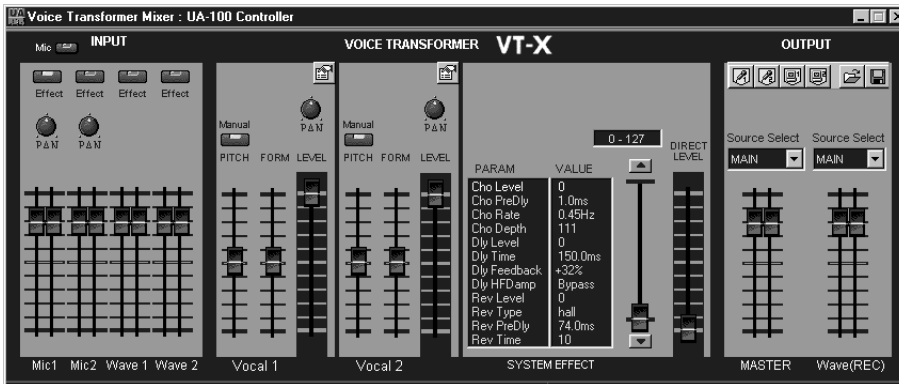 Voice Transformer Mixer : UA-100 Controller
Mic
INPUT
VOICE TRANSFORMER VT-X
OUTPUT
Effect Effect Effect Effect
PAN PAN
Manual
PAN
PITCH FORM LEVEL
Manual
PAN
PITCH FORM LEVEL
0 - 127
DIRECT
LEVEL
PARAM VALUE
Cho Level 0
Cho PreDly 1.0ms
Cho Rate 0.45Hz
Cho Depth 111
Dly Level 0
Dly Time 150.0ms
Dly Feedback +32%
Dly HFDamp Bypass
Rev Level 0
Rev Type hall
Rev PreDly 74.0ms
Rev Time 10
Source Select Source Select
MAIN MAIN
Mic1 Mic2 Wave 1 Wave 2
Vocal 1
Vocal 2
SYSTEM EFFECT
MASTER Wave(REC)